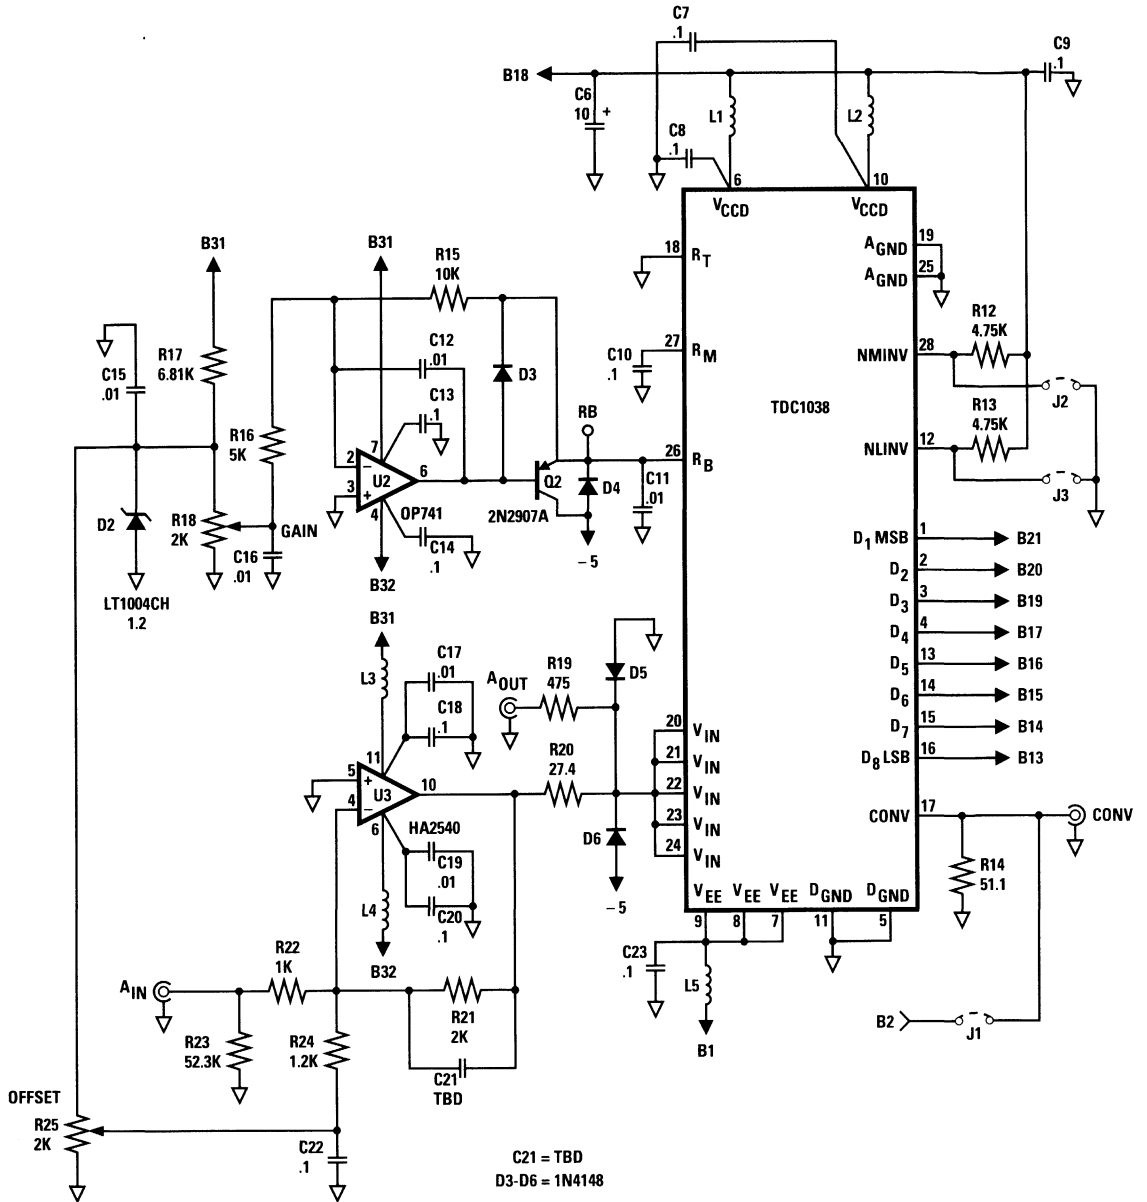 C7
.1
C9
.1
B18
C6
10
+
L1
L2
C8
.1
6
10
VCCD
VCCD
18
RT
AGND
19
AGND
25
B31
B31
R15
10K
R12
4.75K
R17
6.81K
C15
.01
C12
.01
D3
C10
.1
27
RM
NMINV
28
J2
C13
.1
RB
TDC1038
R13
4.75K
R16
5K
7
2
−
U2
6
3
+
4
Q2
D4
26
RB
C11
.01
NLINV
12
J3
D2
R18
2K
GAIN
OP741
2N2907A
C16
.01
C14
.1
−5
B32
LT1004CH
1.2
D1 MSB
1
B21
D2
2
B20
D3
3
B19
D4
4
B17
D5
13
B16
D6
14
B15
D7
15
B14
D8 LSB
16
B13
B31
L3
C17
.01
C18
.1
AOUT
R19
475
D5
20
VIN
21
VIN
22
VIN
23
VIN
24
VIN
R20
27.4
11
5
+
U3
10
4
−
6
HA2540
D6
−5
C19
.01
C20
.1
L4
B32
CONV
17
CONV
R14
51.1
VEE
VEE
VEE
DGND
DGND
9
8
7
11
5
C23
.1
L5
B1
B2
J1
AIN
R22
1K
R23
52.3K
R24
1.2K
R21
2K
C21
TBD
OFFSET
R25
2K
C22
.1
C21 = TBD
D3-D6 = 1N4148